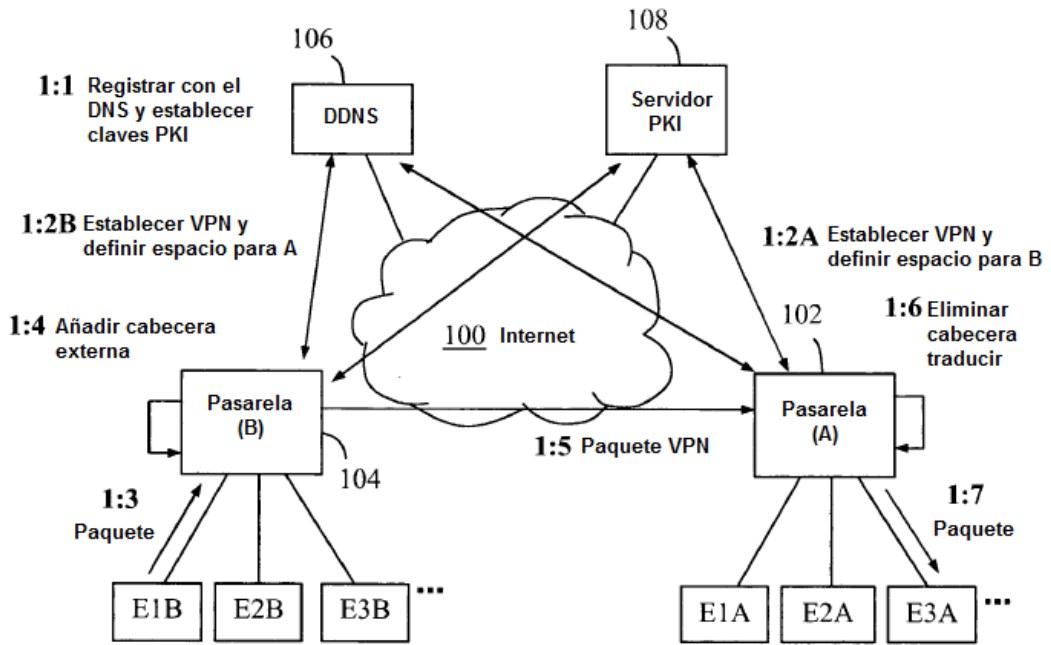 106
108
1:1 Registrar con el
DNS y establecer
claves PKI
DDNS
Servidor
PKI
1:2B Establecer VPN y
definir espacio para A
1:2A Establecer VPN y
definir espacio para B
1:4 Añadir cabecera
externa
100 Internet
102
1:6 Eliminar
cabecera
traducir
Pasarela
(B)
Pasarela
(A)
1:5 Paquete VPN
104
1:3
Paquete
1:7
Paquete
E1B
E2B
E3B
...
E1A
E2A
E3A
...